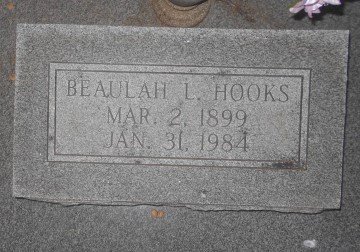 BEAULAH L. HOOKS
MAR. 2, 1899
JAN. 31, 1984